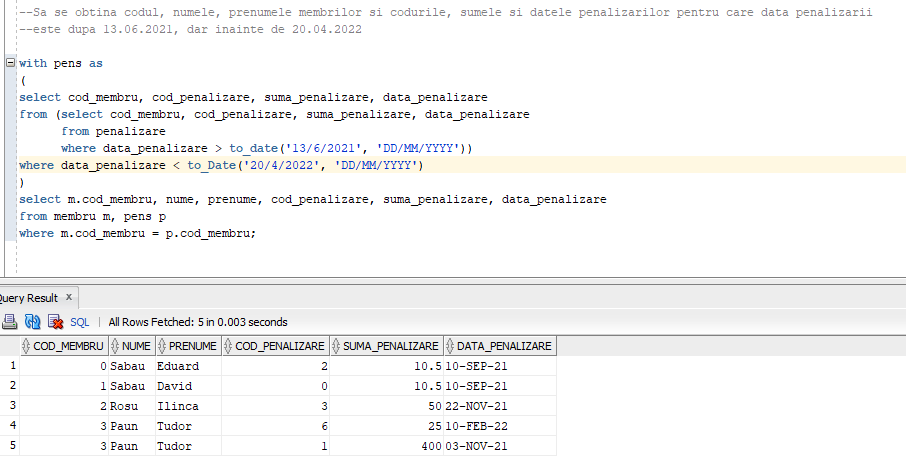 --Sa se obtina codul, numele, prenumele membrilor si codurile, sumele si datele penalizarilor pentru care data penalizarii
--este dupa 13.06.2021, dar inainte de 20.04.2022
with pens as
(
select cod_membru, cod_penalizare, suma_penalizare, data_penalizare
from (select cod_membru, cod_penalizare, suma_penalizare, data_penalizare
from penalizare
where data_penalizare > to_date('13/6/2021', 'DD/MM/YYYY'))
where data_penalizare < to_Date('20/4/2022', 'DD/MM/YYYY')
)
select m.cod_membru, nume, prenume, cod_penalizare, suma_penalizare, data_penalizare
from membru m, pens p
where m.cod_membru = p.cod_membru;
Query Result x
SQL | All Rows Fetched: 5 in 0.003 seconds
COD_MEMBRU NUME PRENUME COD_PENALIZARE SUMA_PENALIZARE DATA_PENALIZARE
1 0 Sabau Eduard 2 10.5 10-SEP-21
2 1 Sabau David 0 10.5 10-SEP-21
3 2 Rosu Ilinca 3 50 22-NOV-21
4 3 Paun Tudor 6 25 10-FEB-22
5 3 Paun Tudor 1 400 03-NOV-21